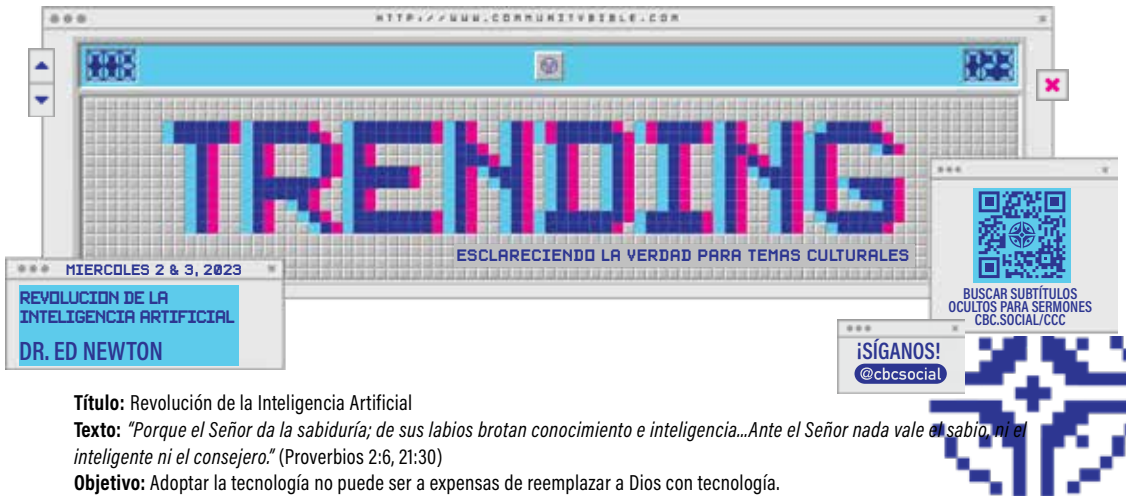 HTTP://WWW.COMMUNITYBIBLE.COM
TRENDING
ESCLARECIENDO LA VERDAD PARA TEMAS CULTURALES
MIERCOLES 2 & 3, 2023
REVOLUCION DE LA
INTELIGENCIA ARTIFICIAL
DR. ED NEWTON
BUSCAR SUBTÍTULOS
OCULTOS PARA SERMONES
CBC.SOCIAL/CCC
¡SÍGANOS!
@cbcsocial
Título: Revolución de la Inteligencia Artificial
Texto: “Porque el Señor da la sabiduría; de sus labios brotan conocimiento e inteligencia...Ante el Señor nada vale el sabio, ni el
inteligente ni el consejero.” (Proverbios 2:6, 21:30)
Objetivo: Adoptar la tecnología no puede ser a expensas de reemplazar a Dios con tecnología.